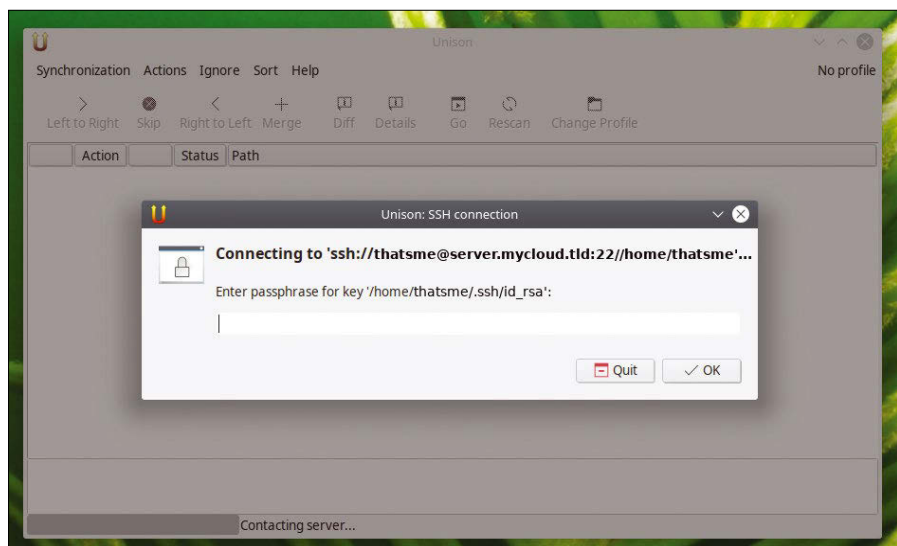 Unison
Synchronization Actions Ignore Sort Help No profile
Left to Right Skip Right to Left Merge Diff Details Go Rescan Change Profile
Action Status Path
Unison: SSH connection
Connecting to 'ssh://thatsme@server.mycloud.tld:22//home/thatsme'...
Enter passphrase for key '/home/thatsme/.ssh/id_rsa':
Quit OK
Contacting server...